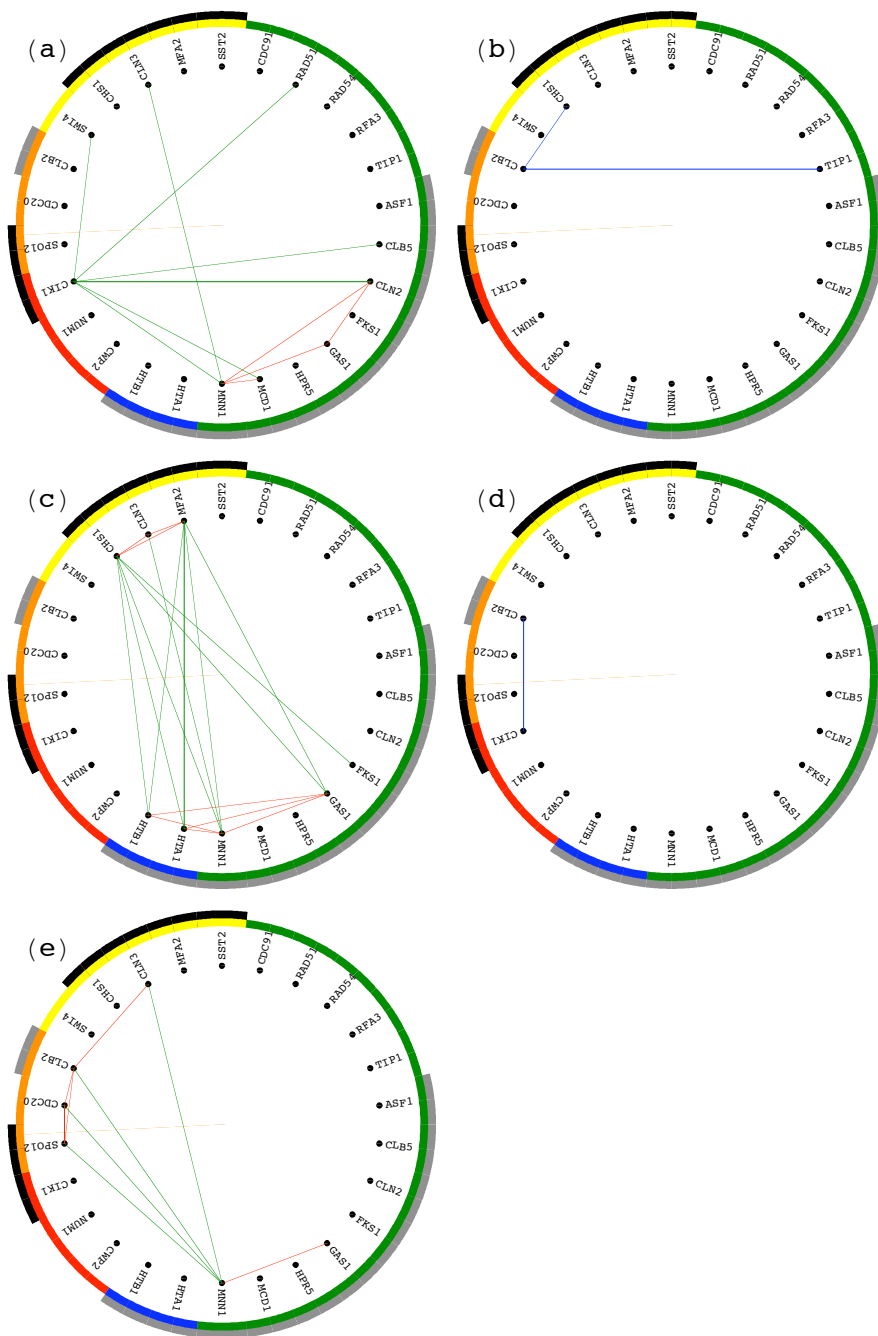 (a)
SST2
CDC91
RAD51
RAD54
RFA3
TIP1
ASF1
CLB5
CLN2
FKS1
GAS1
HPR5
MCD1
MNN1
HTA1
HTB1
CWP2
NUM1
CIK1
SPO12
CDC20
CLB2
SWI4
CHS1
CLN3
MFA2
(b)
SST2
CDC91
RAD51
RAD54
RFA3
TIP1
ASF1
CLB5
CLN2
FKS1
GAS1
HPR5
MCD1
MNN1
HTA1
HTB1
CWP2
NUM1
CIK1
SPO12
CDC20
CLB2
SWI4
CHS1
CLN3
MFA2
(c)
SST2
CDC91
RAD51
RAD54
RFA3
TIP1
ASF1
CLB5
CLN2
FKS1
GAS1
HPR5
MCD1
MNN1
HTA1
HTB1
CWP2
NUM1
CIK1
SPO12
CDC20
CLB2
SWI4
CHS1
CLN3
MFA2
(d)
SST2
CDC91
RAD51
RAD54
RFA3
TIP1
ASF1
CLB5
CLN2
FKS1
GAS1
HPR5
MCD1
MNN1
HTA1
HTB1
CWP2
NUM1
CIK1
SPO12
CDC20
CLB2
SWI4
CHS1
CLN3
MFA2
(e)
SST2
CDC91
RAD51
RAD54
RFA3
TIP1
ASF1
CLB5
CLN2
FKS1
GAS1
HPR5
MCD1
MNN1
HTA1
HTB1
CWP2
NUM1
CIK1
SPO12
CDC20
CLB2
SWI4
CHS1
CLN3
MFA2